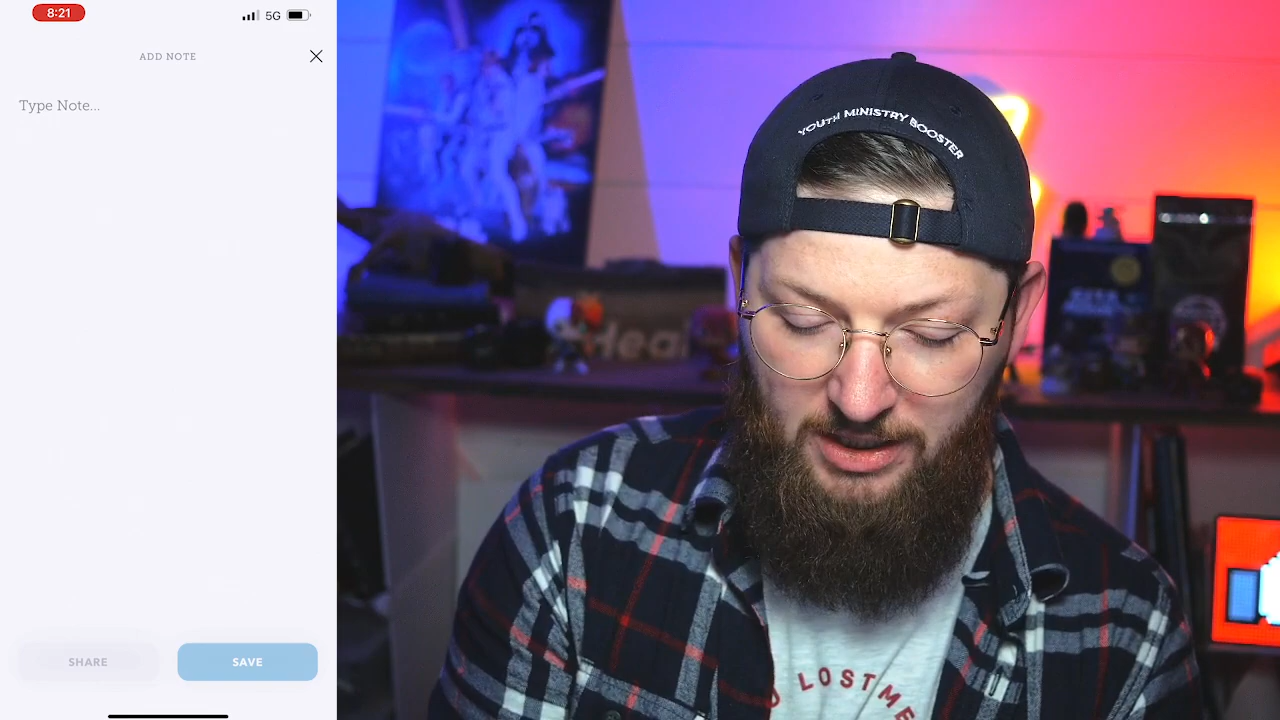 8:21
5G
ADD NOTE
Type Note...
SHARE
SAVE
YOUTH MINISTRY BOOSTER
LOST ME